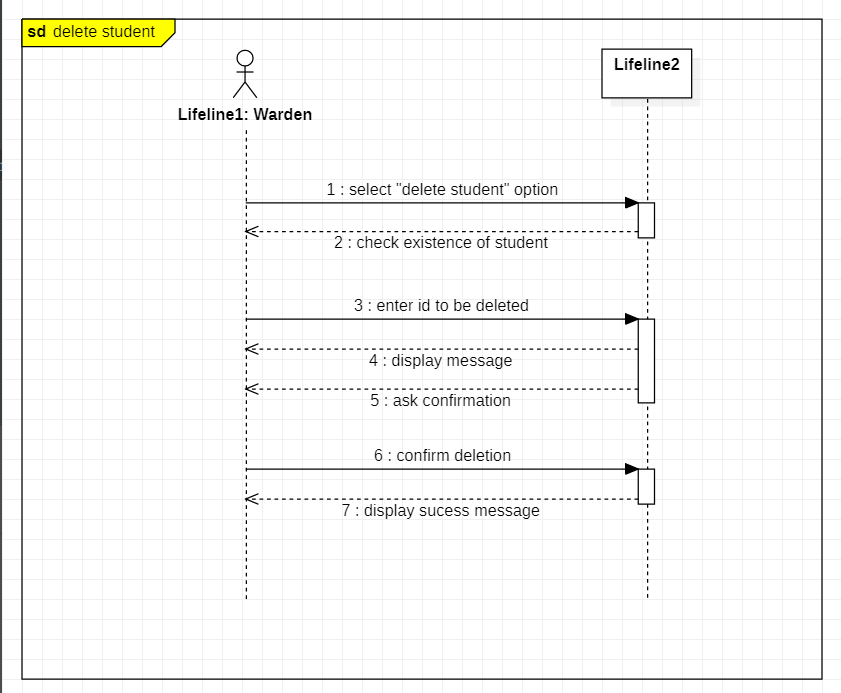 sd delete student
Lifeline1: Warden
Lifeline2
1 : select "delete student" option
2 : check existence of student
3 : enter id to be deleted
4 : display message
5 : ask confirmation
6 : confirm deletion
7 : display sucess message